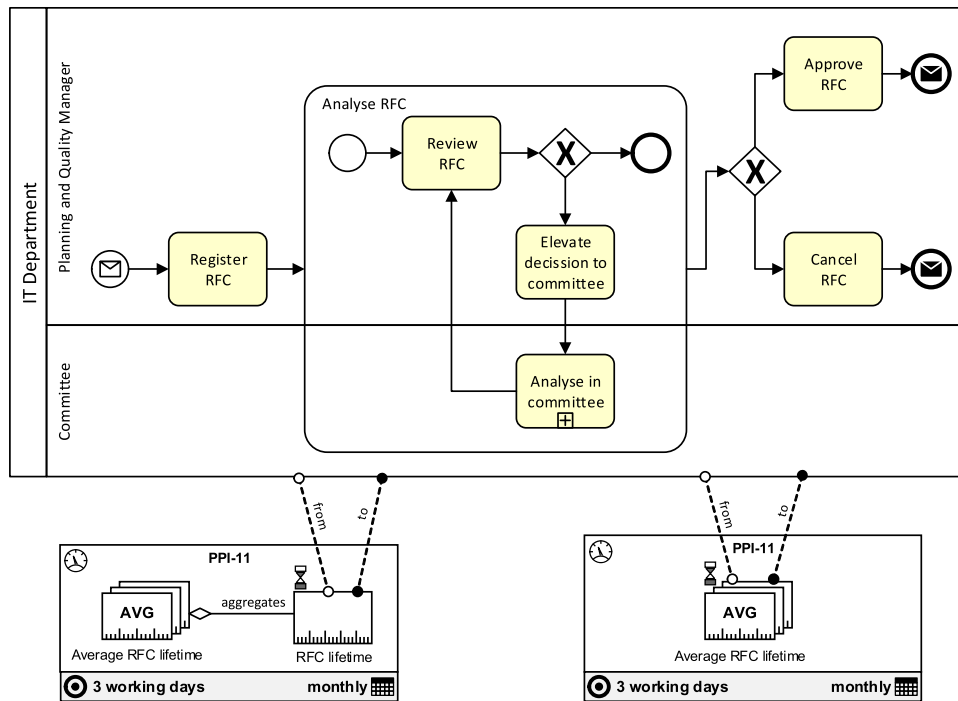 IT Department
Planning and Quality Manager
Committee
Analyse RFC
Review
RFC
X
Elevate
decission to
committee
Register
RFC
Analyse in
committee
X
Approve
RFC
Cancel
RFC
from
to
PPI-11
AVG
aggregates
Average RFC lifetime
RFC lifetime
3 working days
monthly
from
to
PPI-11
AVG
Average RFC lifetime
3 working days
monthly